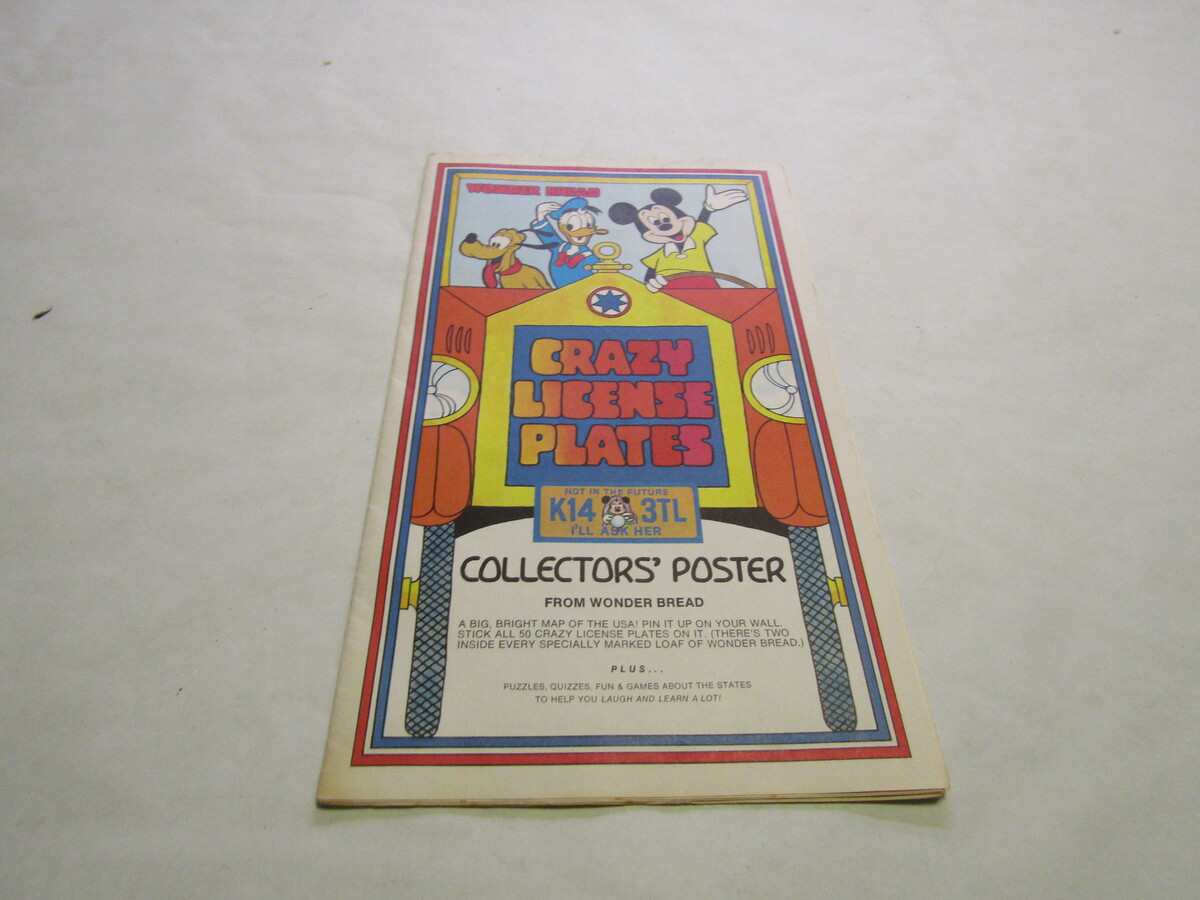 WONDER BREAD
CRAZY
LICENSE
PLATES
NOT IN THE FUTURE
K14 3TL
I'LL ASK HER
COLLECTORS' POSTER
FROM WONDER BREAD
A BIG, BRIGHT MAP OF THE USA! PIN IT UP ON YOUR WALL.
STICK ALL 50 CRAZY LICENSE PLATES ON IT. (THERE'S TWO
INSIDE EVERY SPECIALLY MARKED LOAF OF WONDER BREAD.)
PLUS...
PUZZLES, QUIZZES, FUN & GAMES ABOUT THE STATES
TO HELP YOU LAUGH AND LEARN A LOT!